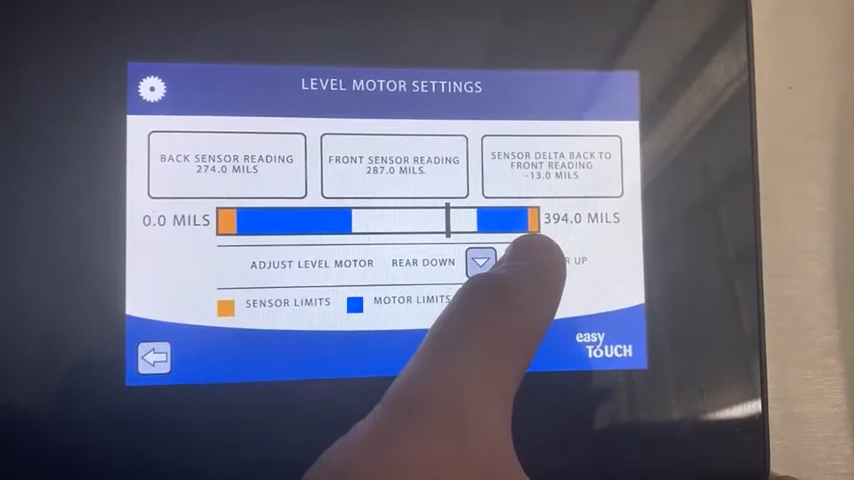 LEVEL MOTOR SETTINGS
BACK SENSOR READING
274.0 MILS
FRONT SENSOR READING
287.0 MILS
SENSOR DELTA BACK TO
FRONT READING
-13.0 MILS
0.0 MILS
394.0 MILS
ADJUST LEVEL MOTOR REAR DOWN
UP
SENSOR LIMITS
MOTOR LIMITS
easy
TOUCH